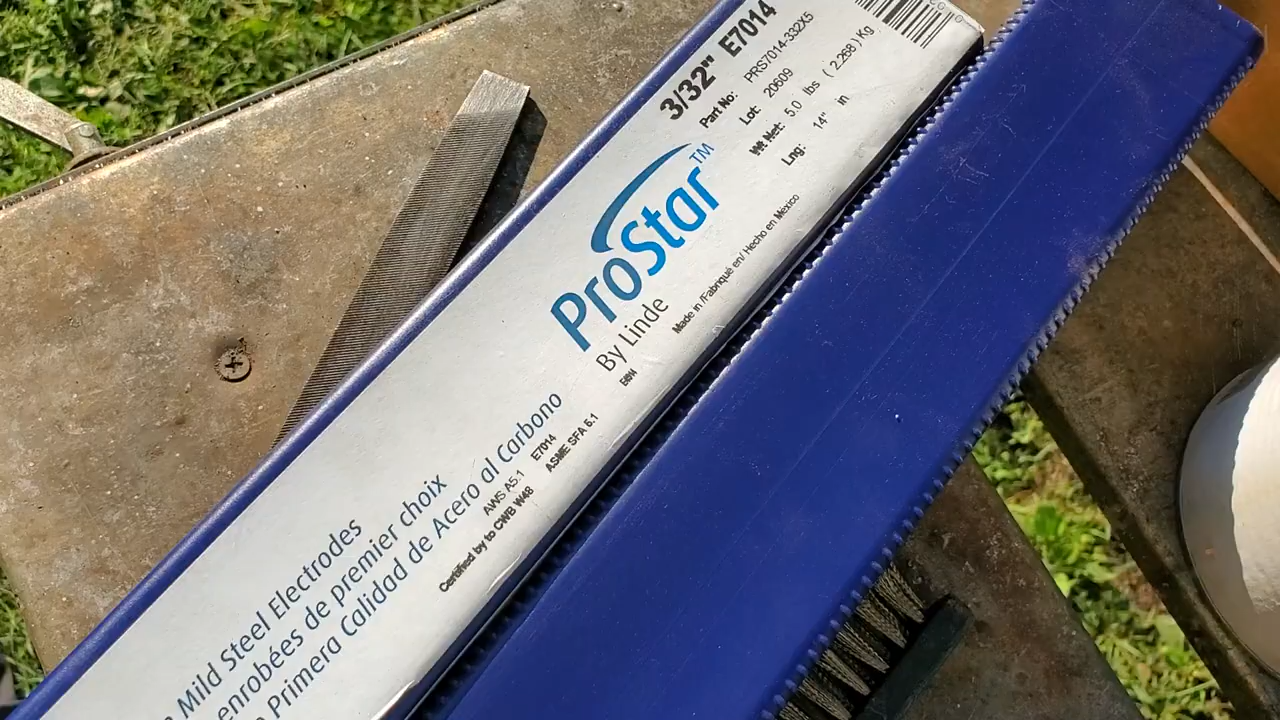 3/32" E7014
Part No: PRS7014-332X5
Lot: 20609
Wt Net: 5.0 lbs ( 2.268 ) Kg
Lng: 14" in
ProStar™
By Linde
Made in /Fabriqué en/ Hecho en México
Mild Steel Electrodes
enrobées de premier choix
Primera Calidad de Acero al Carbono
AWS A5.1 E7014
Certified by to CWB W48 ASME SFA 5.1